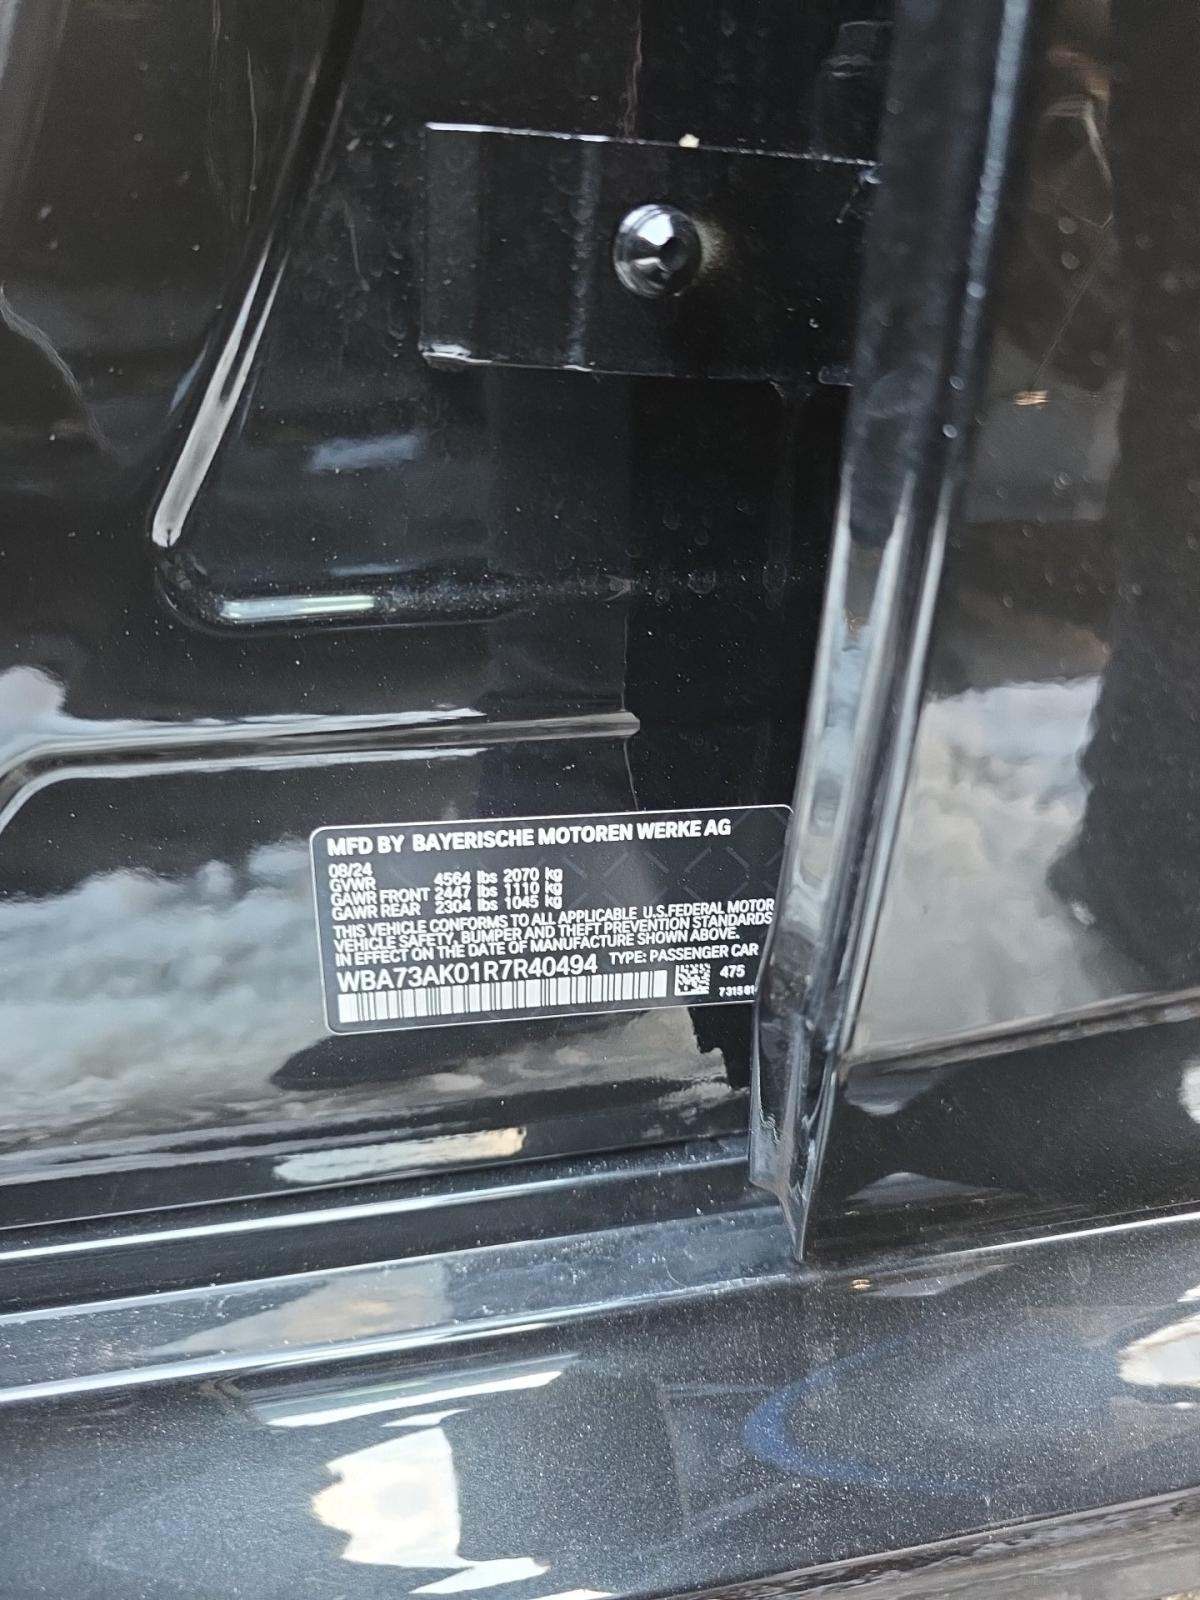 MFD BY BAYERISCHE MOTOREN WERKE AG
08/24
GVWR 4564 lbs 2070 kg
GAWR FRONT 2447 lbs 1110 kg
GAWR REAR 2304 lbs 1045 kg
THIS VEHICLE CONFORMS TO ALL APPLICABLE U.S.FEDERAL MOTOR
VEHICLE SAFETY, BUMPER AND THEFT PREVENTION STANDARDS
IN EFFECT ON THE DATE OF MANUFACTURE SHOWN ABOVE.
WBA73AK01R7R40494 TYPE: PASSENGER CAR
475